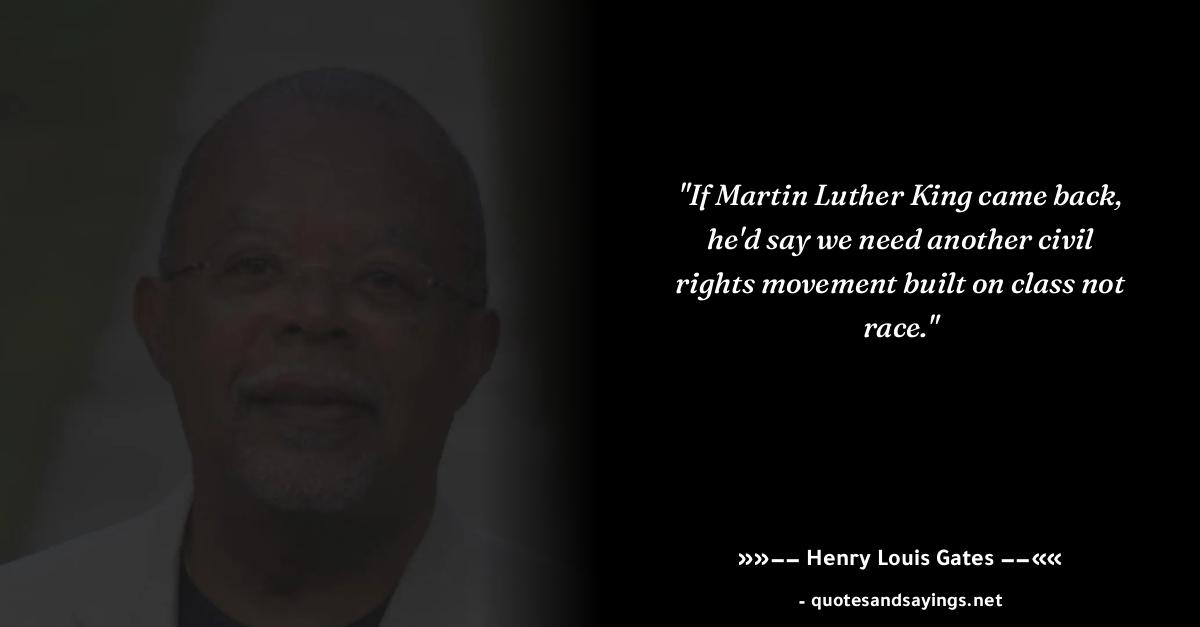 "If Martin Luther King came back,
he'd say we need another civil
rights movement built on class not
race."
»»―― Henry Louis Gates ――««
- quotesandsayings.net